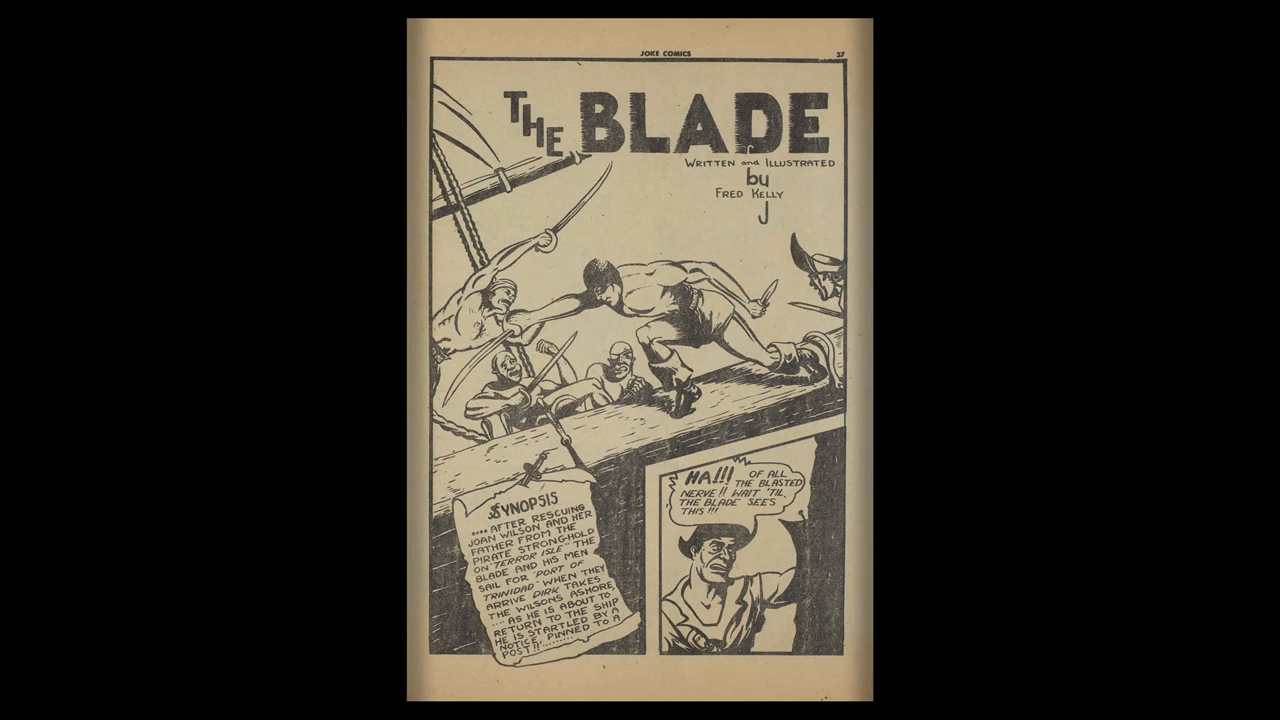 JOKE COMICS 37
THE BLADE
WRITTEN and ILLUSTRATED
by
FRED KELLY
J
SYNOPSIS
.... AFTER RESCUING
JOAN WILSON AND HER
FATHER FROM THE
PIRATE STRONG-HOLD
ON "TERROR ISLE" THE
BLADE AND HIS MEN
SAIL FOR "PORT OF
TRINIDAD" WHEN THEY
ARRIVE DIRK TAKES
THE WILSONS ASHORE,
.... AS HE IS ABOUT TO
RETURN TO THE SHIP
HE IS STARTLED BY A
NOTICE, PINNED TO A
POST!!.........
HA!!! OF ALL
THE BLASTED
NERVE!! WAIT 'TIL
THE BLADE SEES
THIS!!!